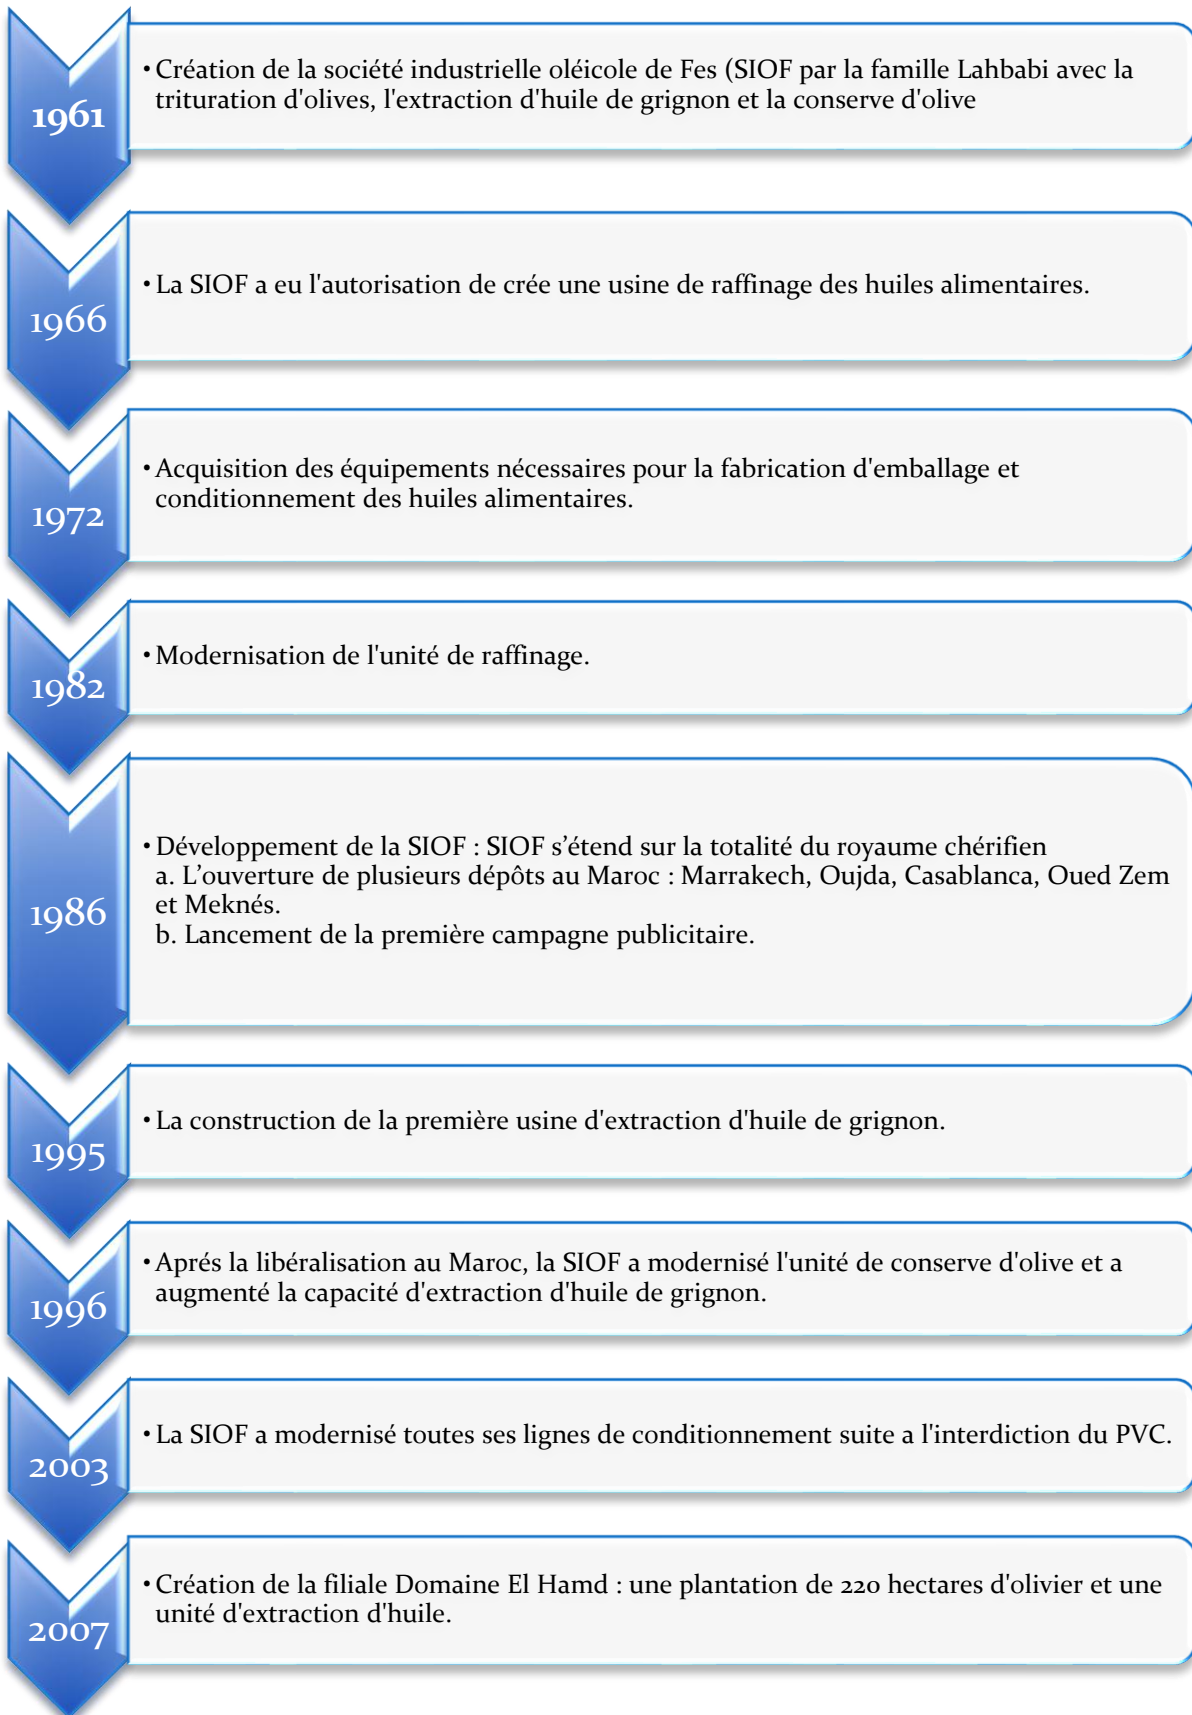 1961
• Création de la société industrielle oléicole de Fes (SIOF par la famille Lahbabi avec la
trituration d'olives, l'extraction d'huile de grignon et la conserve d'olive
1966
• La SIOF a eu l'autorisation de crée une usine de raffinage des huiles alimentaires.
1972
• Acquisition des équipements nécessaires pour la fabrication d'emballage et
conditionnement des huiles alimentaires.
1982
• Modernisation de l'unité de raffinage.
1986
• Développement de la SIOF : SIOF s’étend sur la totalité du royaume chérifien
a. L’ouverture de plusieurs dépôts au Maroc : Marrakech, Oujda, Casablanca, Oued Zem
et Meknés.
b. Lancement de la première campagne publicitaire.
1995
• La construction de la première usine d'extraction d'huile de grignon.
1996
• Aprés la libéralisation au Maroc, la SIOF a modernisé l'unité de conserve d'olive et a
augmenté la capacité d'extraction d'huile de grignon.
2003
• La SIOF a modernisé toutes ses lignes de conditionnement suite a l'interdiction du PVC.
2007
• Création de la filiale Domaine El Hamd : une plantation de 220 hectares d'olivier et une
unité d'extraction d'huile.